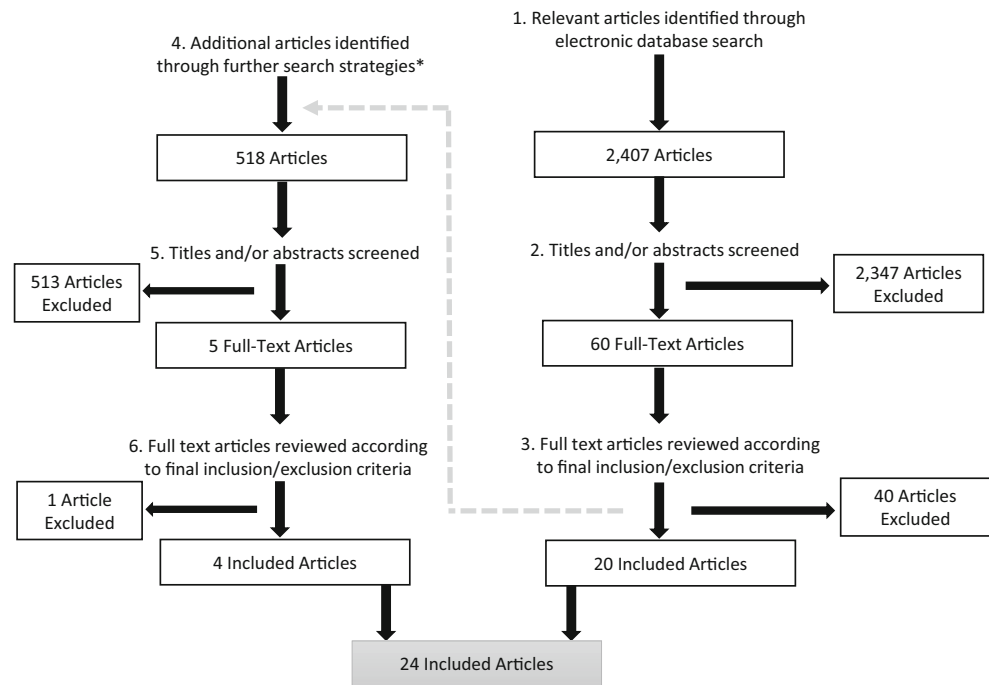 1. Relevant articles identified through
electronic database search
2,407 Articles
2. Titles and/or abstracts screened
2,347 Articles
Excluded
60 Full-Text Articles
3. Full text articles reviewed according
to final inclusion/exclusion criteria
40 Articles
Excluded
20 Included Articles
4. Additional articles identified
through further search strategies*
518 Articles
5. Titles and/or abstracts screened
513 Articles
Excluded
5 Full-Text Articles
6. Full text articles reviewed according
to final inclusion/exclusion criteria
1 Article
Excluded
4 Included Articles
24 Included Articles